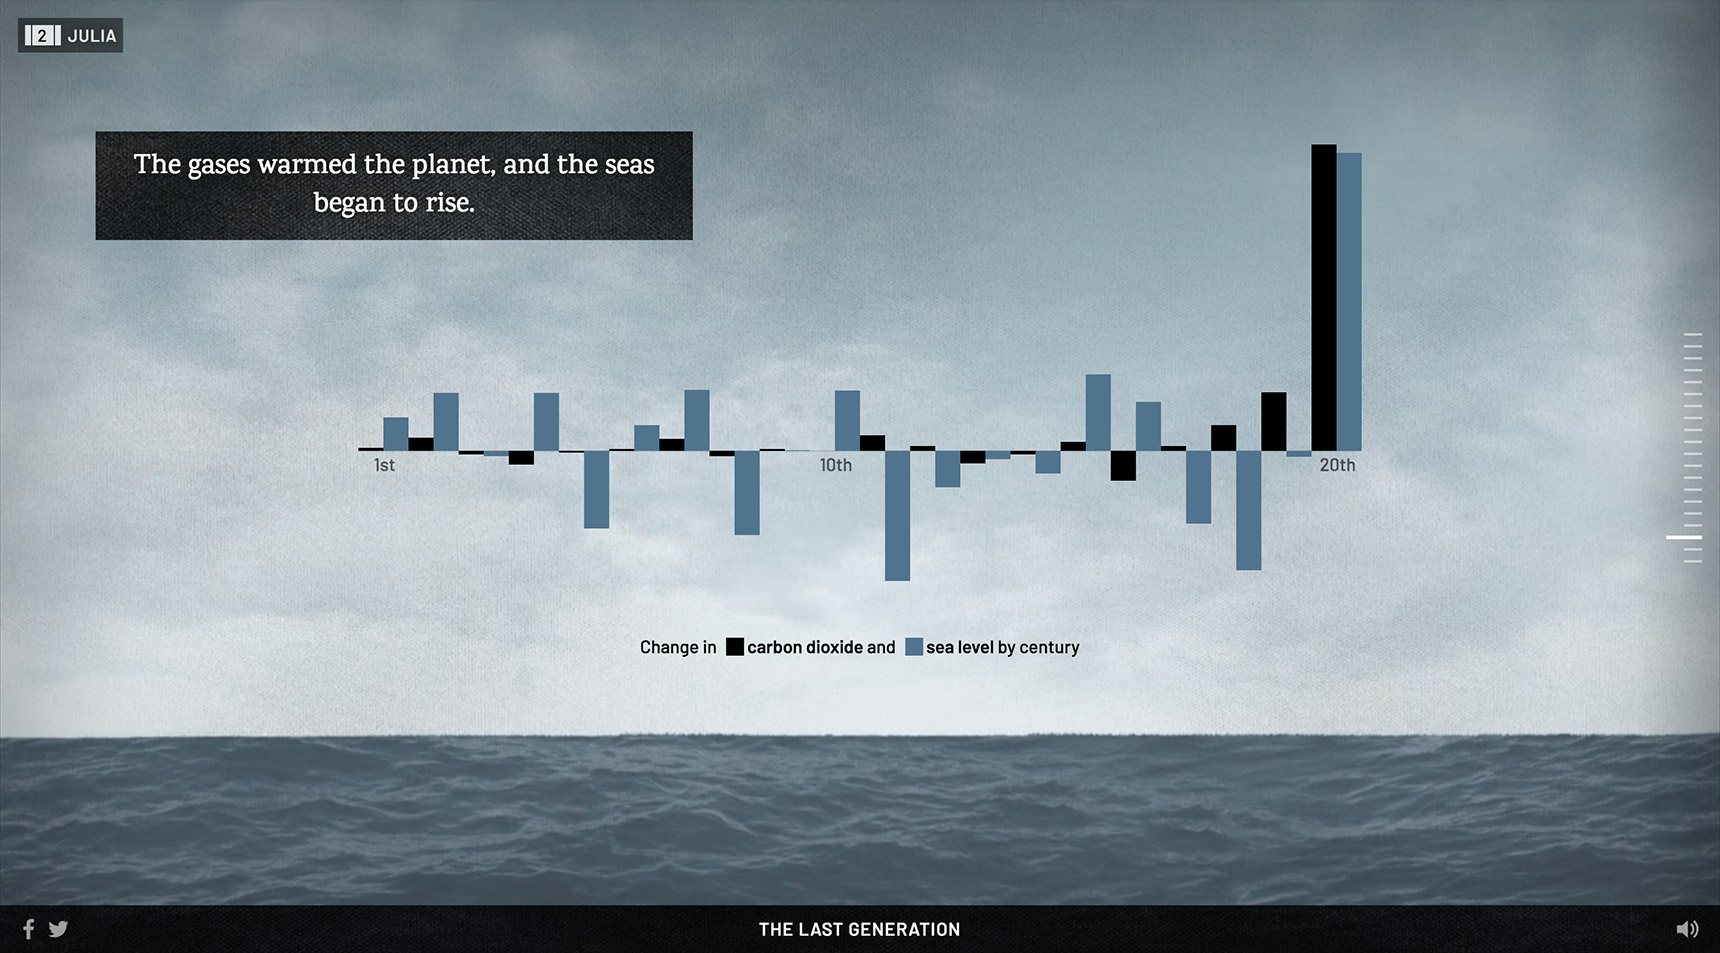 2 JULIA
The gases warmed the planet, and the seas
began to rise.
1st
10th
20th
Change in carbon dioxide and sea level by century
THE LAST GENERATION